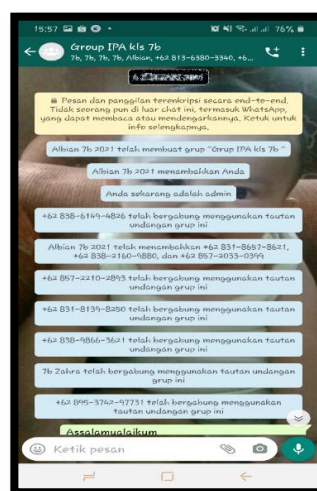 15:57
76%
Group IPA kls 7b
7b, 7b, 7b, 7b, Albian, +62 813-6380-3340, +6...
Pesan dan panggilan terenkripsi secara end-to-end.
Tidak seorang pun di luar chat ini, termasuk WhatsApp,
yang dapat membaca atau mendengarkannya. Ketuk untuk
info selengkapnya.
Albian 7b 2021 telah membuat grup "Grup IPA kls 7b "
Albian 7b 2021 menambahkan Anda
Anda sekarang adalah admin
+62 838-6149-4826 telah bergabung menggunakan tautan
undangan grup ini
Albian 7b 2021 telah menambahkan +62 831-8657-8621,
+62 838-2160-9880, dan +62 857-2033-0399
+62 857-2210-2893 telah bergabung menggunakan tautan
undangan grup ini
+62 831-8139-8250 telah bergabung menggunakan tautan
undangan grup ini
+62 838-9866-3621 telah bergabung menggunakan tautan
undangan grup ini
7b Zahra telah bergabung menggunakan tautan undangan
grup ini
+62 895-3742-97731 telah bergabung menggunakan
tautan undangan grup ini
Assalamualaikum
Ketik pesan